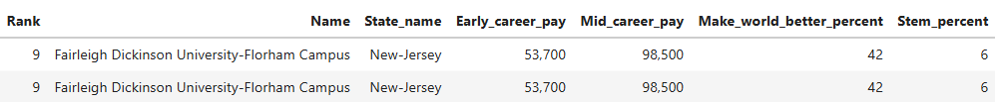 Rank Name State_name Early_career_pay Mid_career_pay Make_world_better_percent Stem_percent
9 Fairleigh Dickinson University-Florham Campus New-Jersey 53,700 98,500 42 6
9 Fairleigh Dickinson University-Florham Campus New-Jersey 53,700 98,500 42 6